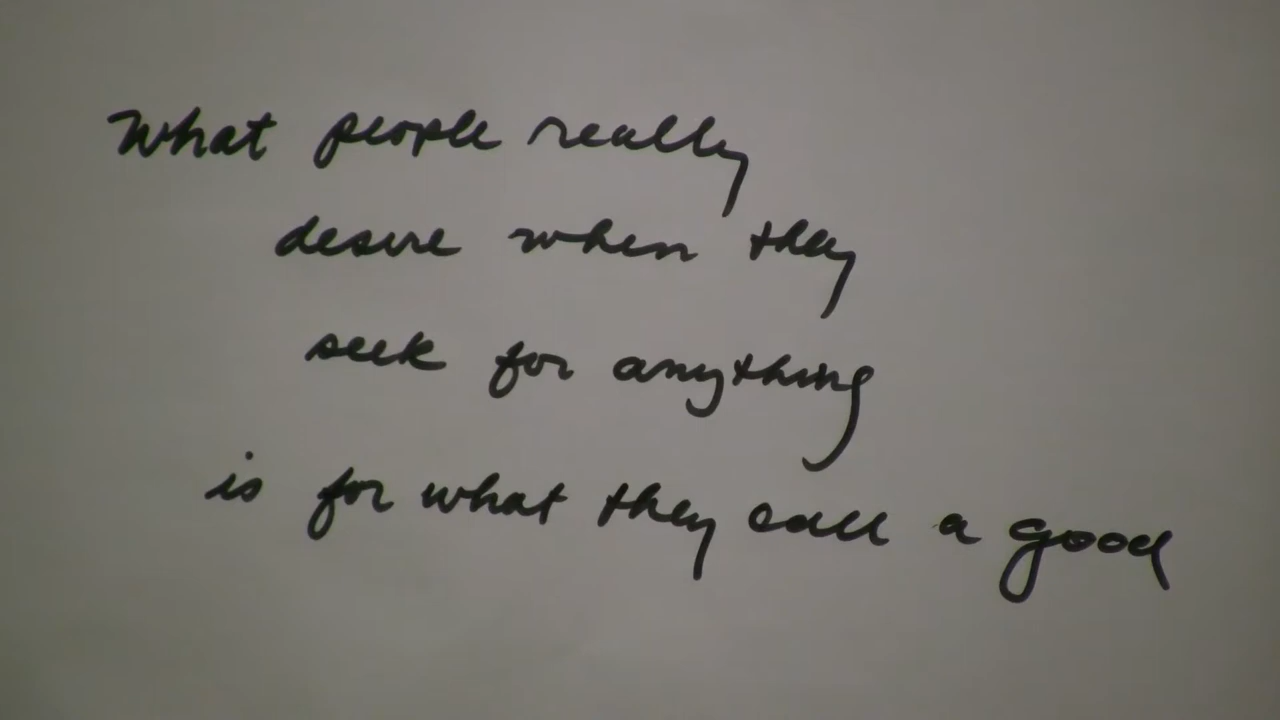 What people really
desire when they
seek for anything
is for what they call a good